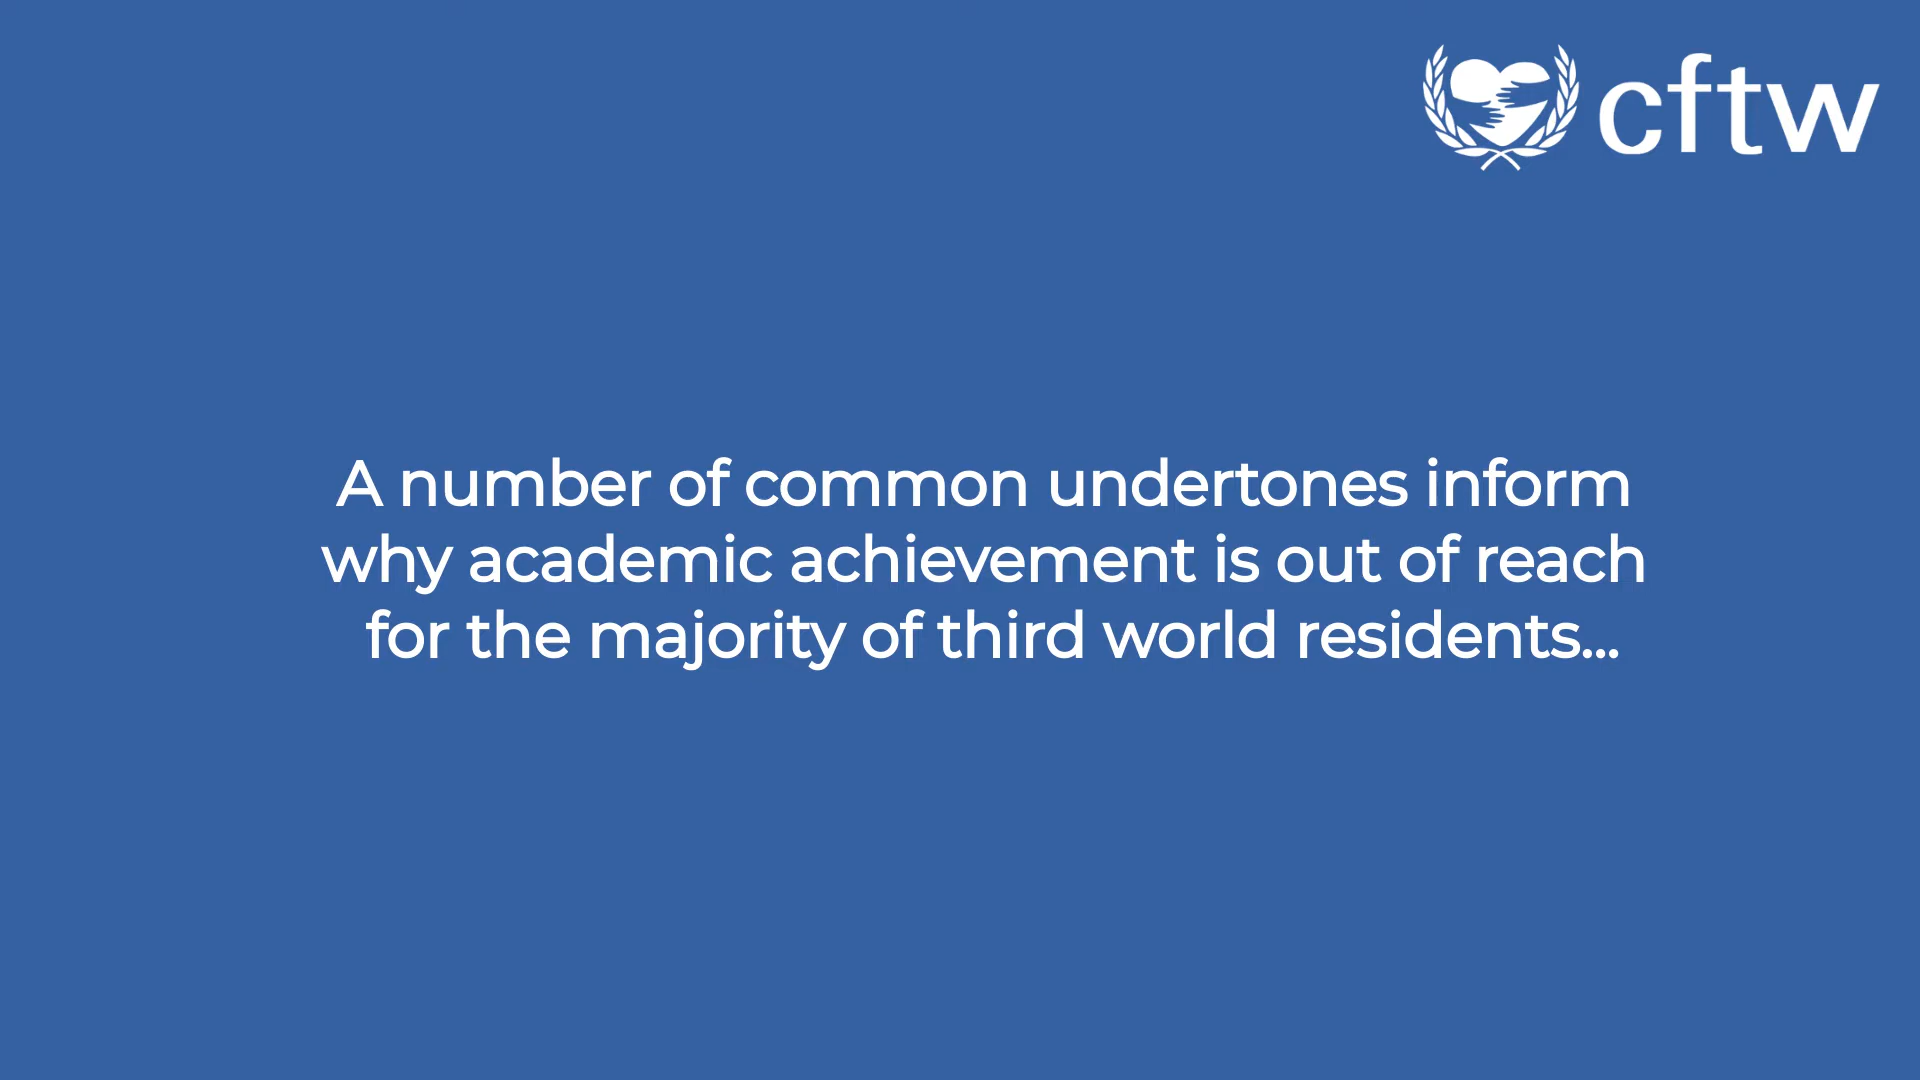 cftw
A number of common undertones inform
why academic achievement is out of reach
for the majority of third world residents...